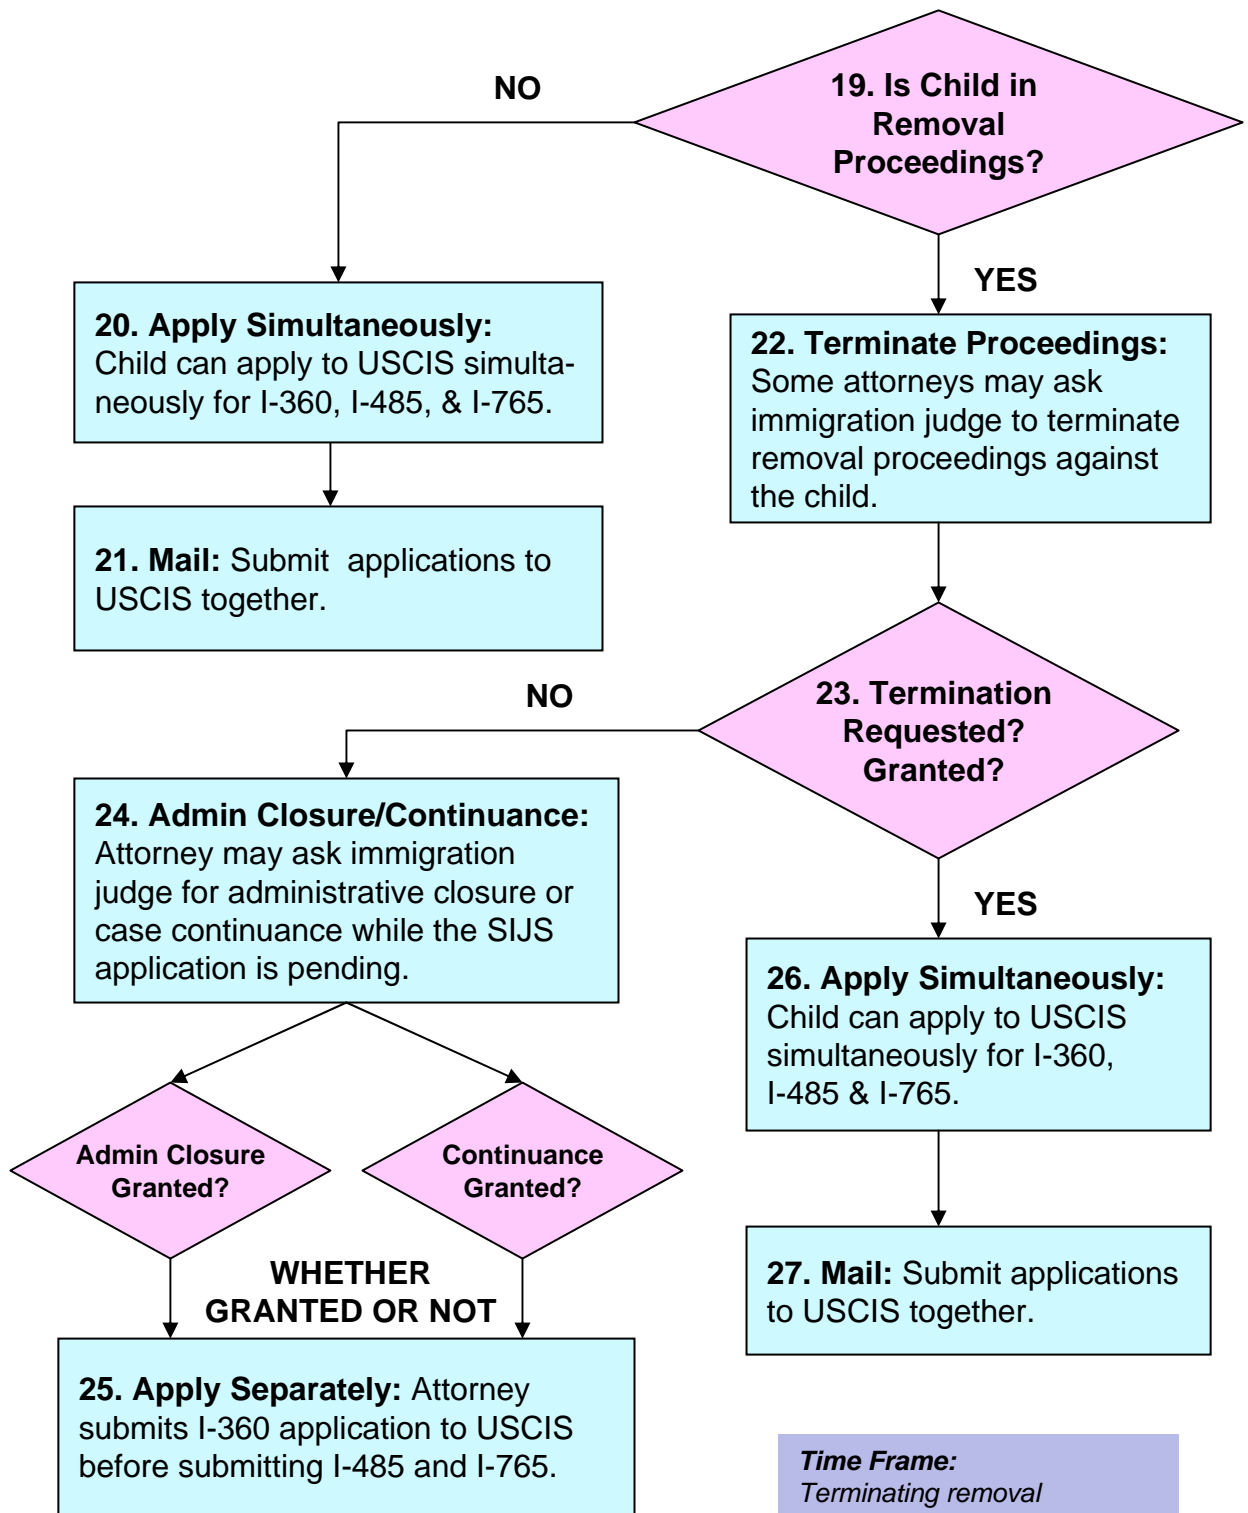 19. Is Child in
Removal
Proceedings?
NO
YES
20. Apply Simultaneously:
Child can apply to USCIS simulta-
neously for I-360, I-485, & I-765.
22. Terminate Proceedings:
Some attorneys may ask
immigration judge to terminate
removal proceedings against
the child.
21. Mail: Submit applications to
USCIS together.
23. Termination
Requested?
Granted?
NO
YES
24. Admin Closure/Continuance:
Attorney may ask immigration
judge for administrative closure or
case continuance while the SIJS
application is pending.
26. Apply Simultaneously:
Child can apply to USCIS
simultaneously for I-360,
I-485 & I-765.
Admin Closure
Granted?
Continuance
Granted?
WHETHER
GRANTED OR NOT
27. Mail: Submit applications
to USCIS together.
25. Apply Separately: Attorney
submits I-360 application to USCIS
before submitting I-485 and I-765.
Time Frame:
Terminating removal